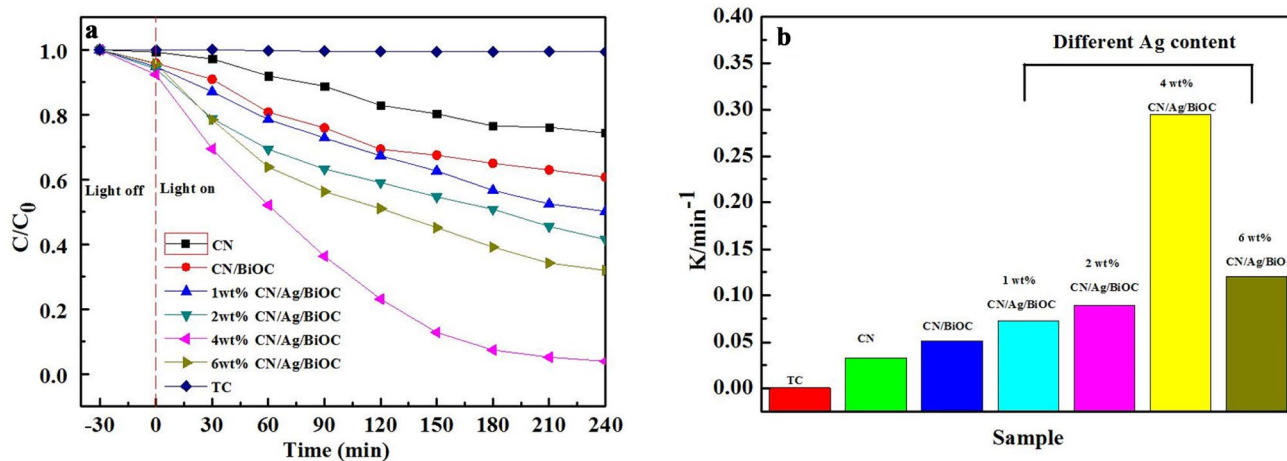 a
1.0
0.8
0.6
0.4
0.2
0.0
C/C0
Light off
Light on
CN
CN/BiOC
1wt% CN/Ag/BiOC
2wt% CN/Ag/BiOC
4wt% CN/Ag/BiOC
6wt% CN/Ag/BiOC
TC
-30 0 30 60 90 120 150 180 210 240
Time (min)
b
0.40
0.35
0.30
0.25
0.20
0.15
0.10
0.05
0.00
K/min-1
Different Ag content
TC
CN
CN/BiOC
1 wt%
CN/Ag/BiOC
2 wt%
CN/Ag/BiOC
4 wt%
CN/Ag/BiOC
6 wt%
CN/Ag/BiO
Sample